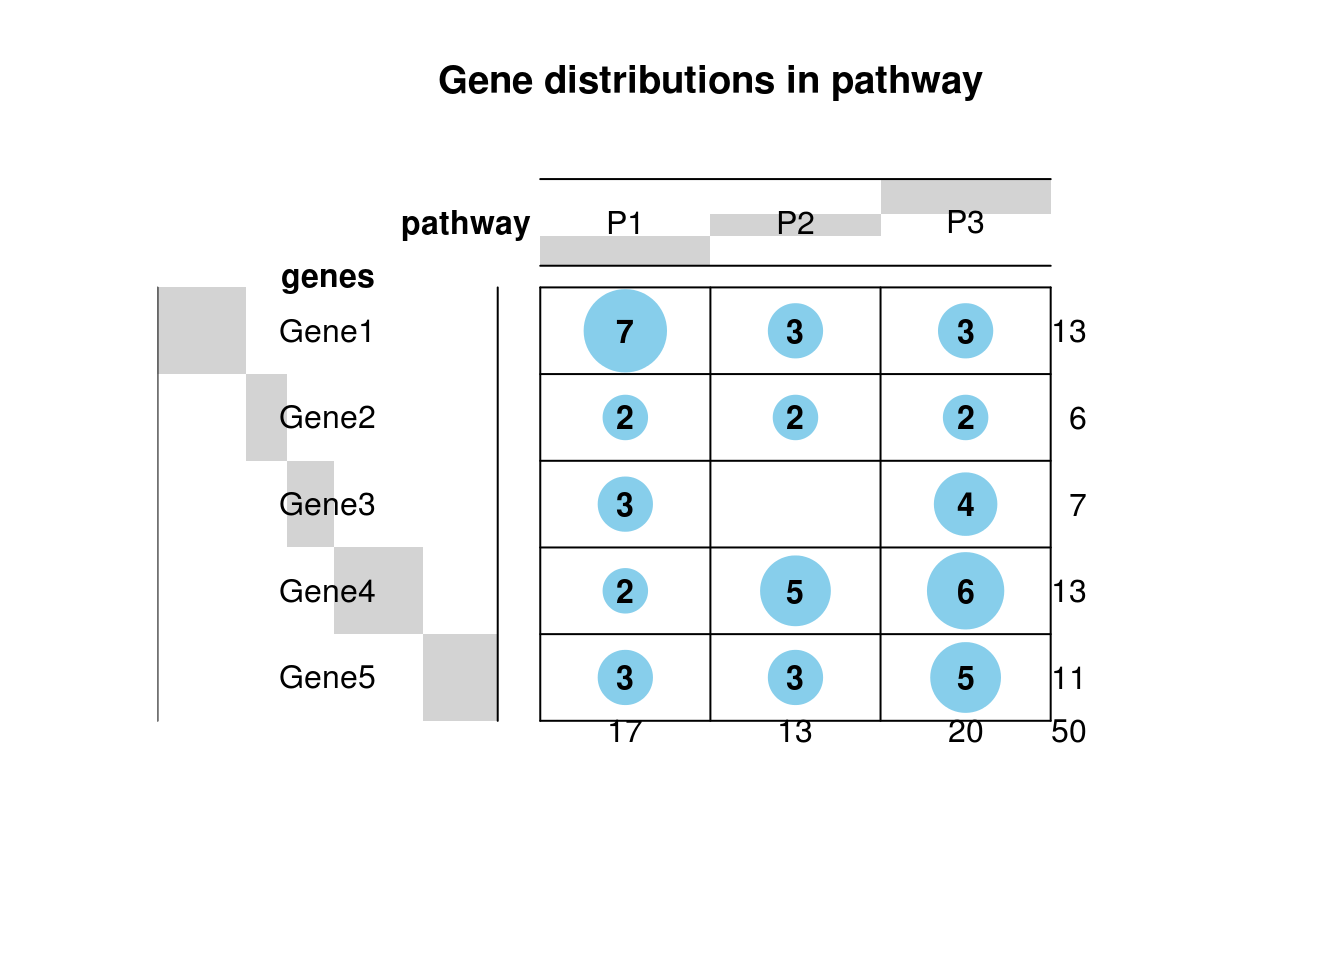 Gene distributions in pathway
pathway P1 P2 P3
genes
Gene1 7 3 3 13
Gene2 2 2 2 6
Gene3 3 4 7
Gene4 2 5 6 13
Gene5 3 3 5 11
17 13 20 50